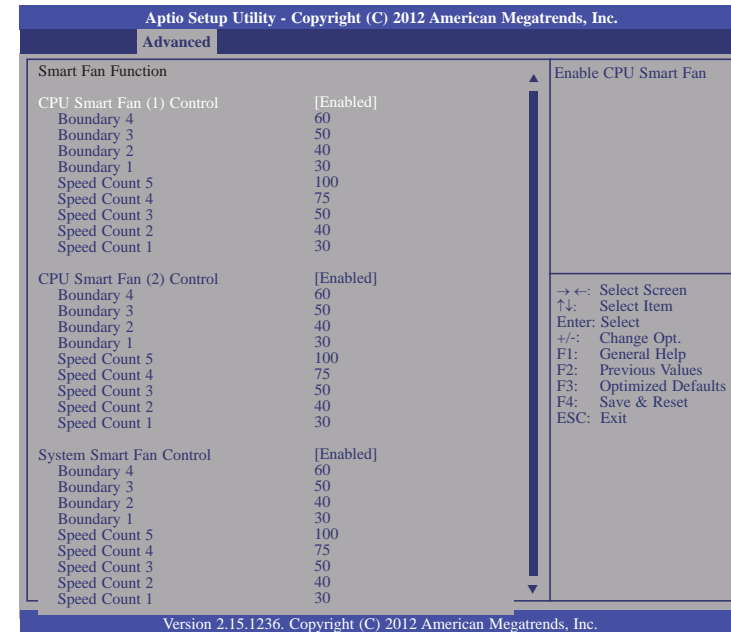 Aptio Setup Utility - Copyright (C) 2012 American Megatrends, Inc.
Advanced
Smart Fan Function
CPU Smart Fan (1) Control [Enabled]
Boundary 4 60
Boundary 3 50
Boundary 2 40
Boundary 1 30
Speed Count 5 100
Speed Count 4 75
Speed Count 3 50
Speed Count 2 40
Speed Count 1 30
CPU Smart Fan (2) Control [Enabled]
Boundary 4 60
Boundary 3 50
Boundary 2 40
Boundary 1 30
Speed Count 5 100
Speed Count 4 75
Speed Count 3 50
Speed Count 2 40
Speed Count 1 30
System Smart Fan Control [Enabled]
Boundary 4 60
Boundary 3 50
Boundary 2 40
Boundary 1 30
Speed Count 5 100
Speed Count 4 75
Speed Count 3 50
Speed Count 2 40
Speed Count 1 30
Enable CPU Smart Fan
→←: Select Screen
↑↓: Select Item
Enter: Select
+/-: Change Opt.
F1: General Help
F2: Previous Values
F3: Optimized Defaults
F4: Save & Reset
ESC: Exit
Version 2.15.1236. Copyright (C) 2012 American Megatrends, Inc.